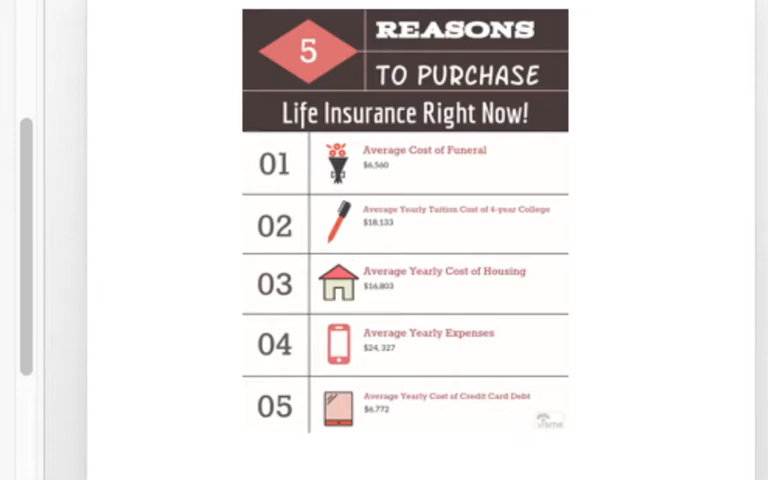 5
REASONS
TO PURCHASE
Life Insurance Right Now!
01
Average Cost of Funeral
$6,560
02
Average Yearly Tuition Cost of 4-year College
$18,133
03
Average Yearly Cost of Housing
$16,803
04
Average Yearly Expenses
$24, 327
05
Average Yearly Cost of Credit Card Debt
$6,772
visme